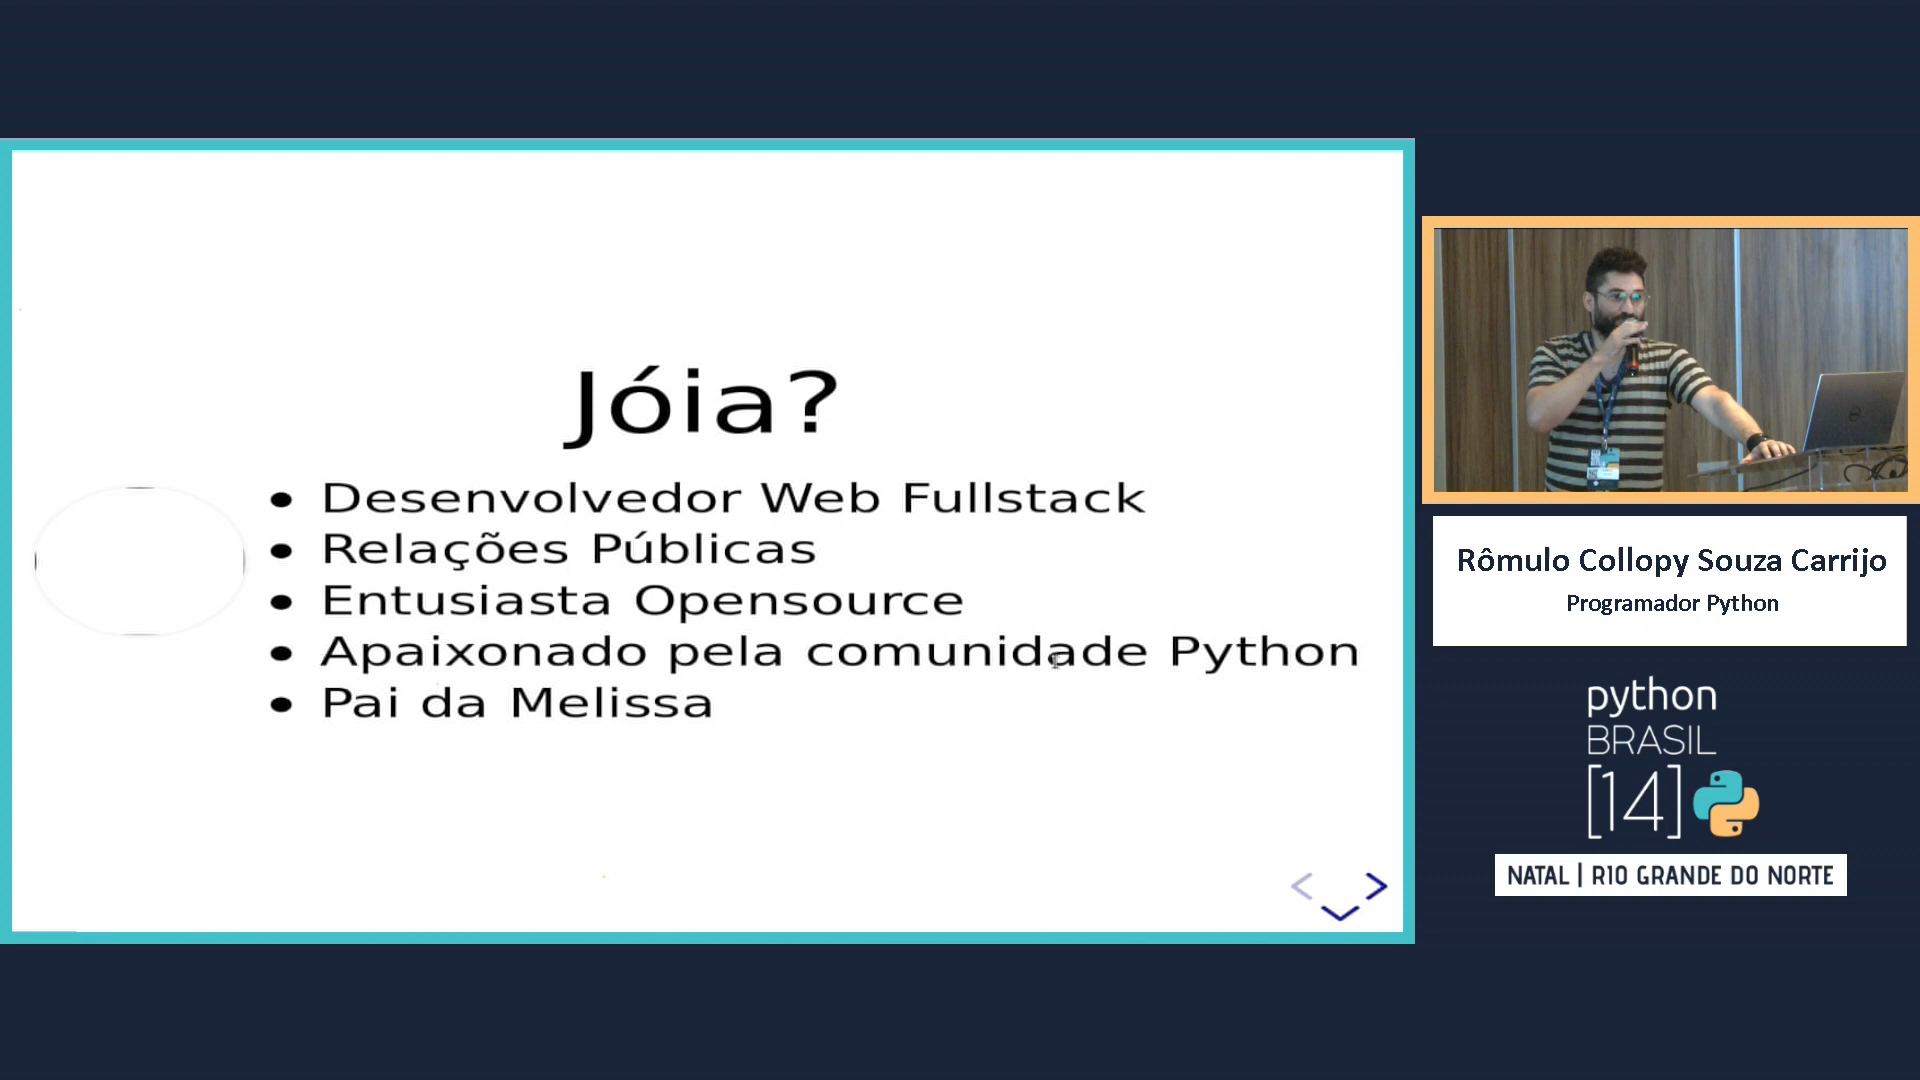 Jóia?
• Desenvolvedor Web Fullstack
• Relações Públicas
• Entusiasta Opensource
• Apaixonado pela comunidade Python
• Pai da Melissa
Rômulo Collopy Souza Carrijo
Programador Python
python
BRASIL
[14]
NATAL | RIO GRANDE DO NORTE